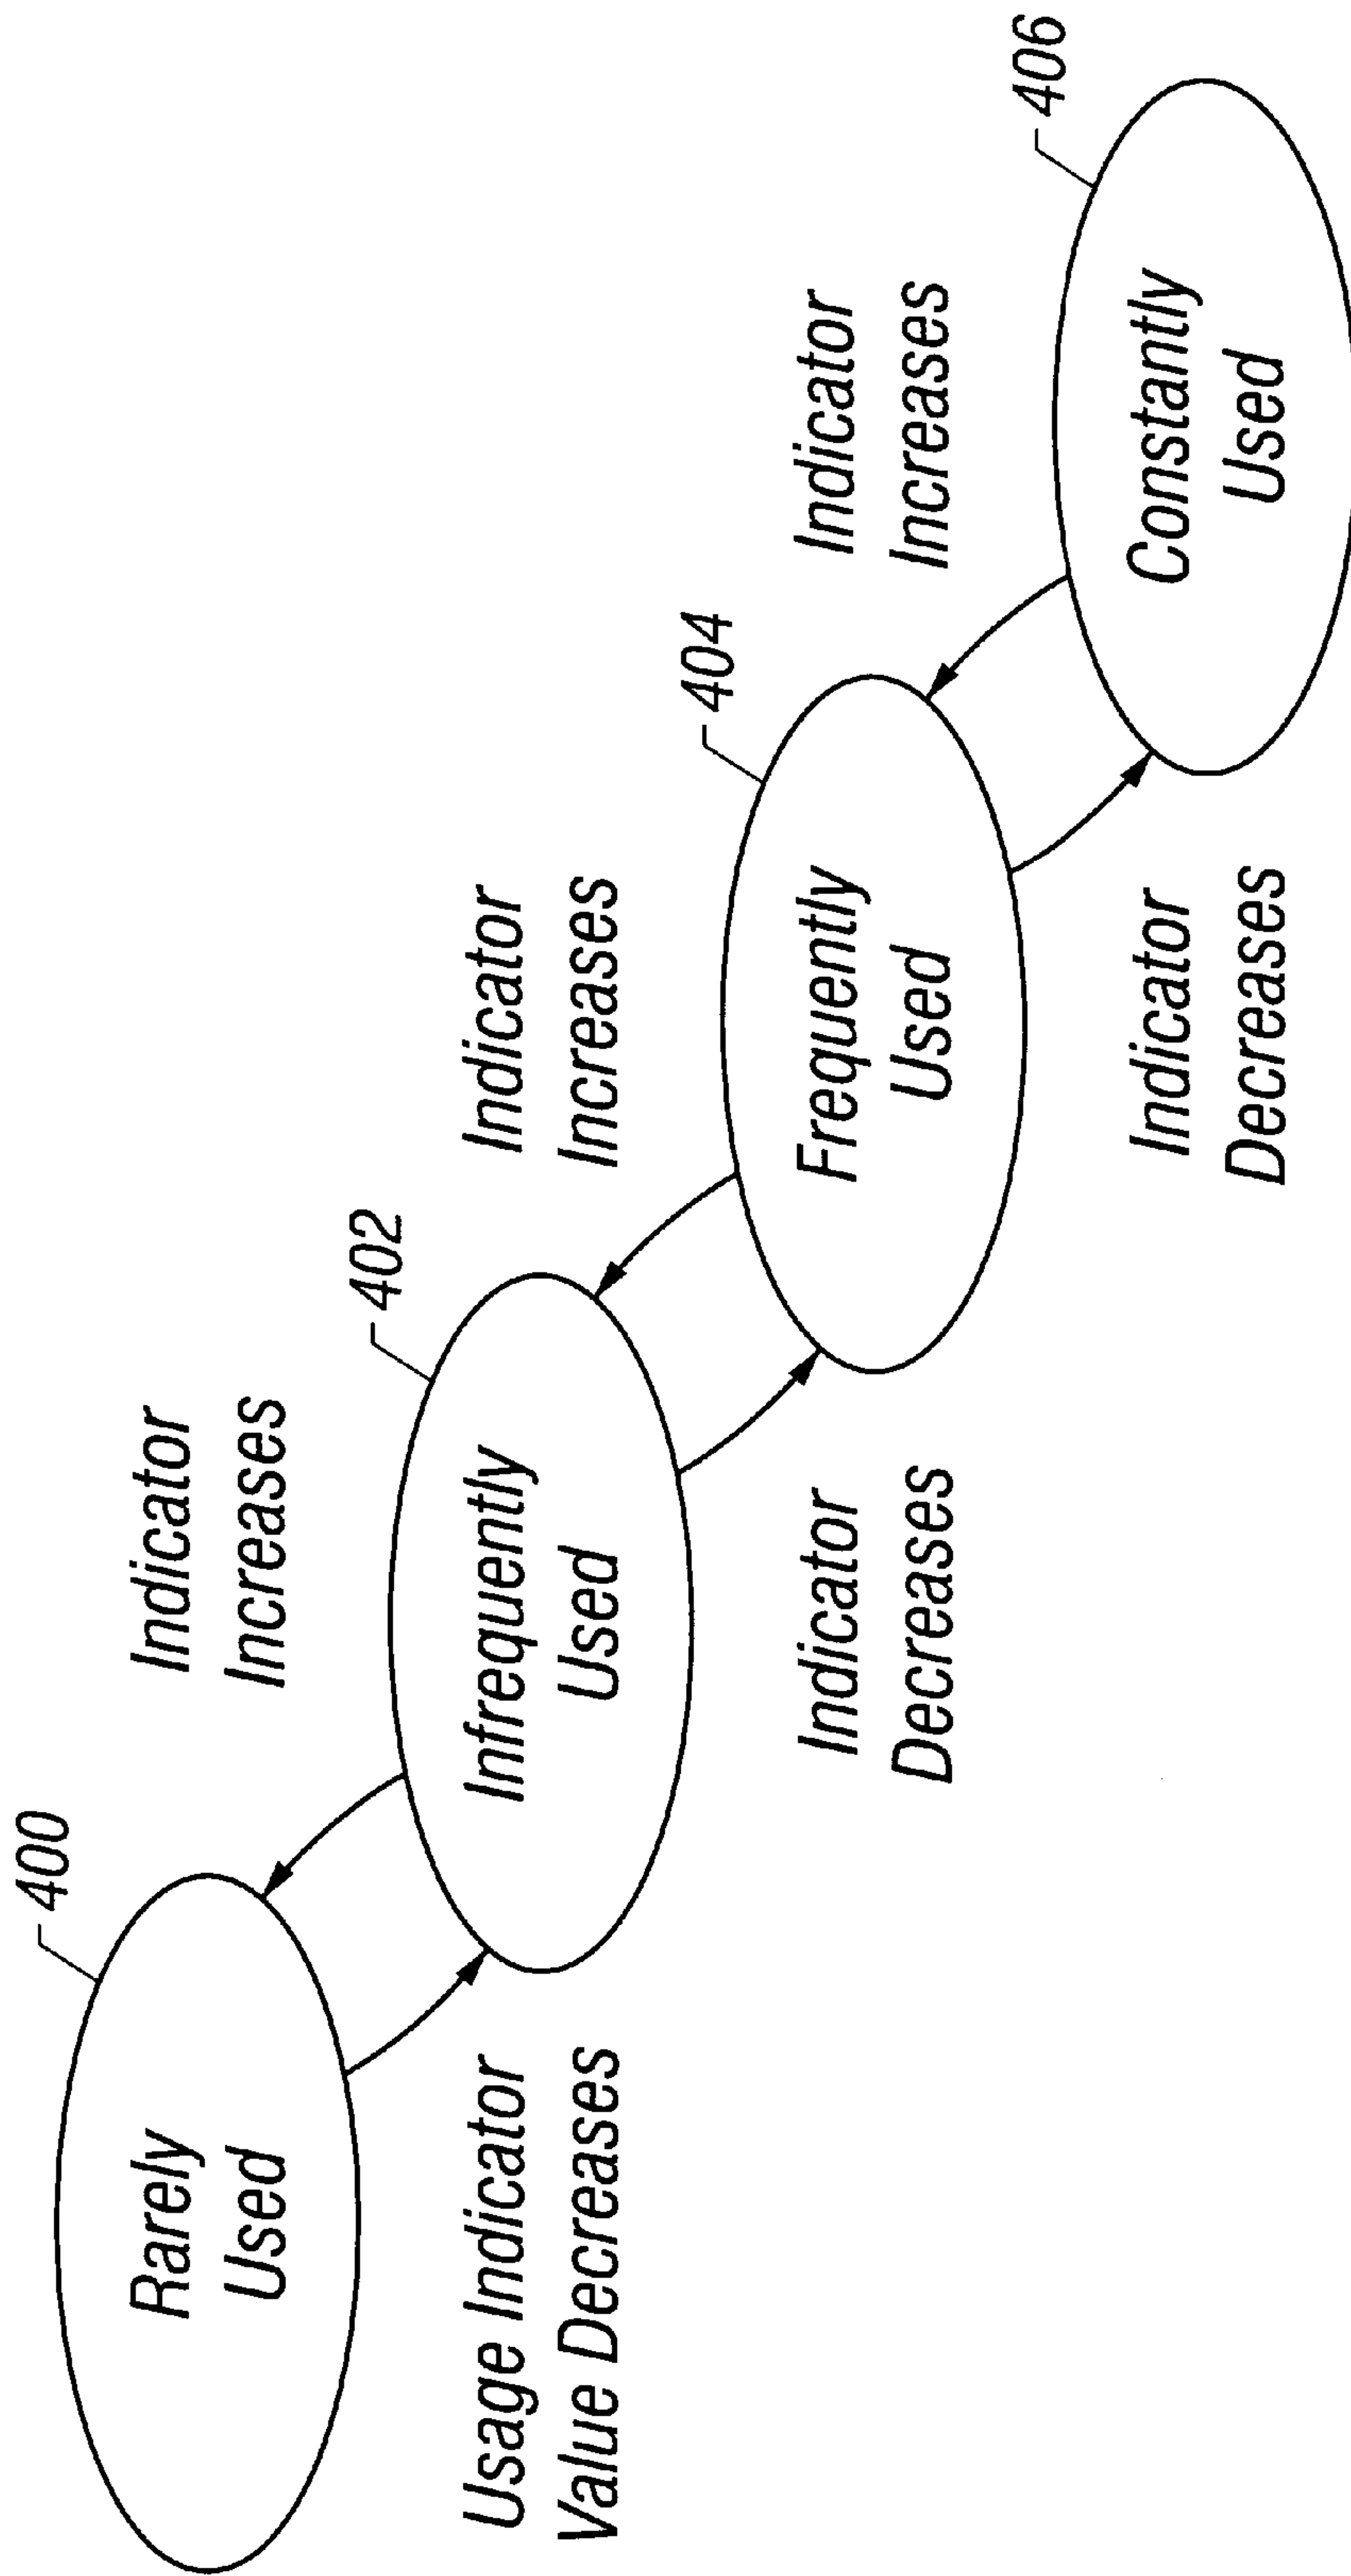 400
Rarely
Used
Indicator
Increases
402
Usage Indicator
Value Decreases
Infrequently
Used
Indicator
Increases
404
Indicator
Decreases
Frequently
Used
Indicator
Increases
406
Indicator
Decreases
Constantly
Used